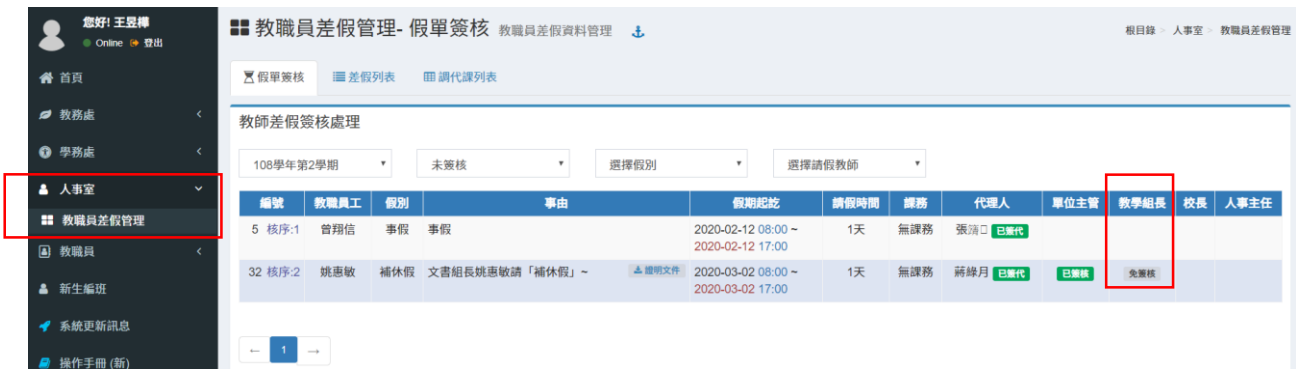 您好! 王昱樺
Online 登出
首頁
教務處
學務處
人事室
教職員差假管理
教職員
新生編班
系統更新訊息
操作手冊 (新)
教職員差假管理- 假單簽核 教職員差假資料管理
根目錄 > 人事室 > 教職員差假管理
假單簽核 差假列表 調代課列表
教師差假簽核處理
108學年第2學期 未簽核 選擇假別 選擇請假教師
編號 教職員工 假別 事由 假期起訖 請假時間 課務 代理人 單位主管 教學組長 校長 人事主任
5 核序:1 曾翔信 事假 事假 2020-02-12 08:00 ~ 1天 無課務 張 已簽代
2020-02-12 17:00
32 核序:2 姚惠敏 補休假 文書組長姚惠敏請「補休假」~ 證明文件 2020-03-02 08:00 ~ 1天 無課務 蔣綠月 已簽代 已簽核 免簽核
2020-03-02 17:00
← 1 →